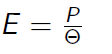 E = P/Θ